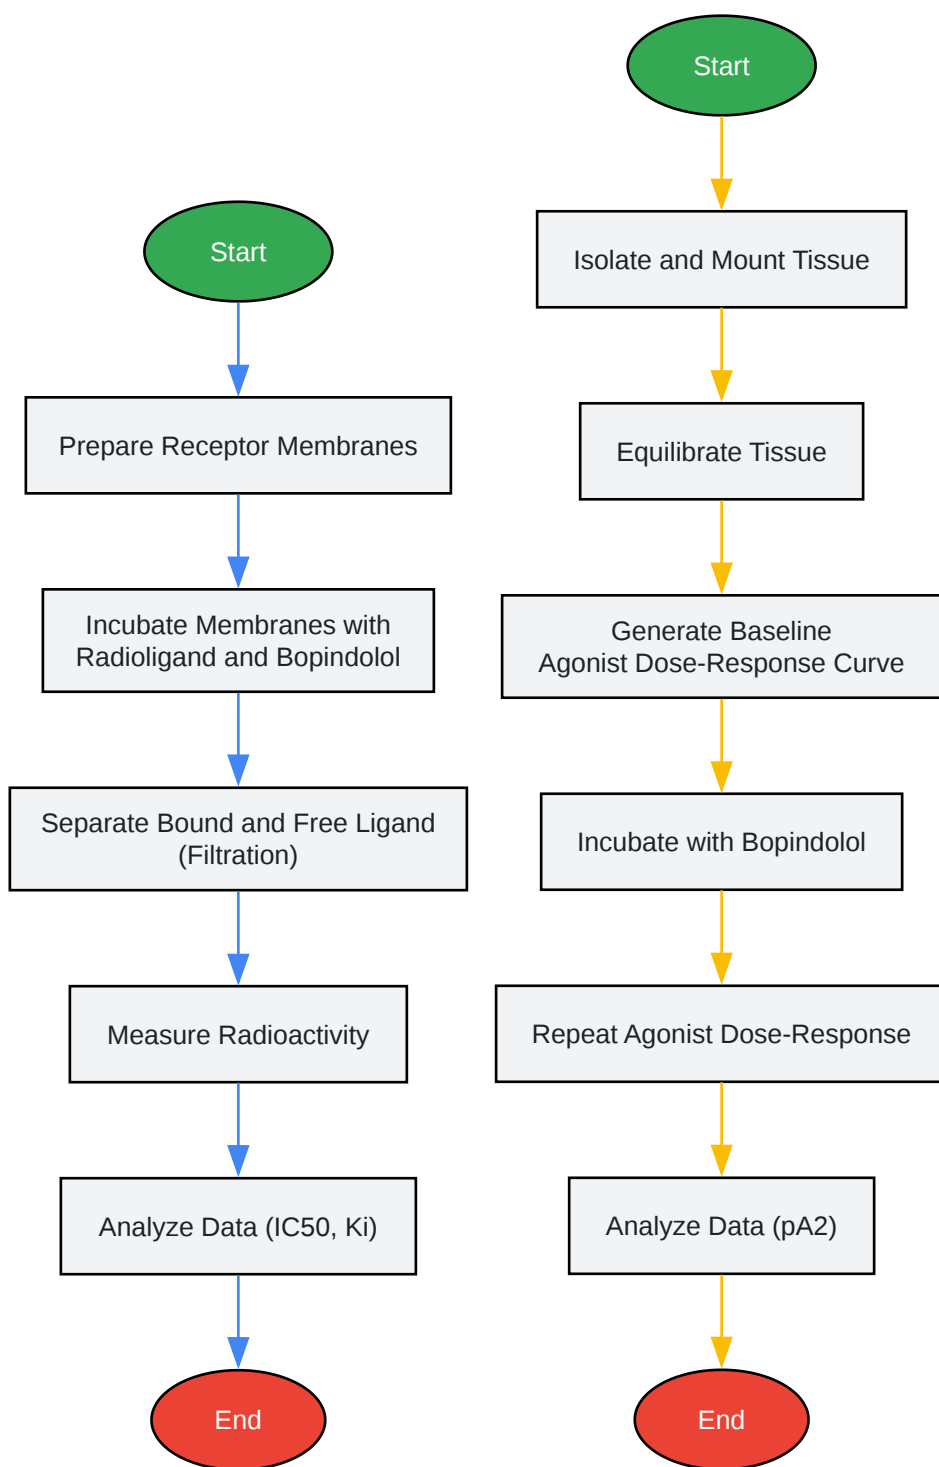 Start
Prepare Receptor Membranes
Incubate Membranes with
Radioligand and Bopindolol
Separate Bound and Free Ligand
(Filtration)
Measure Radioactivity
Analyze Data (IC50, Ki)
End
Start
Isolate and Mount Tissue
Equilibrate Tissue
Generate Baseline
Agonist Dose-Response Curve
Incubate with Bopindolol
Repeat Agonist Dose-Response
Analyze Data (pA2)
End